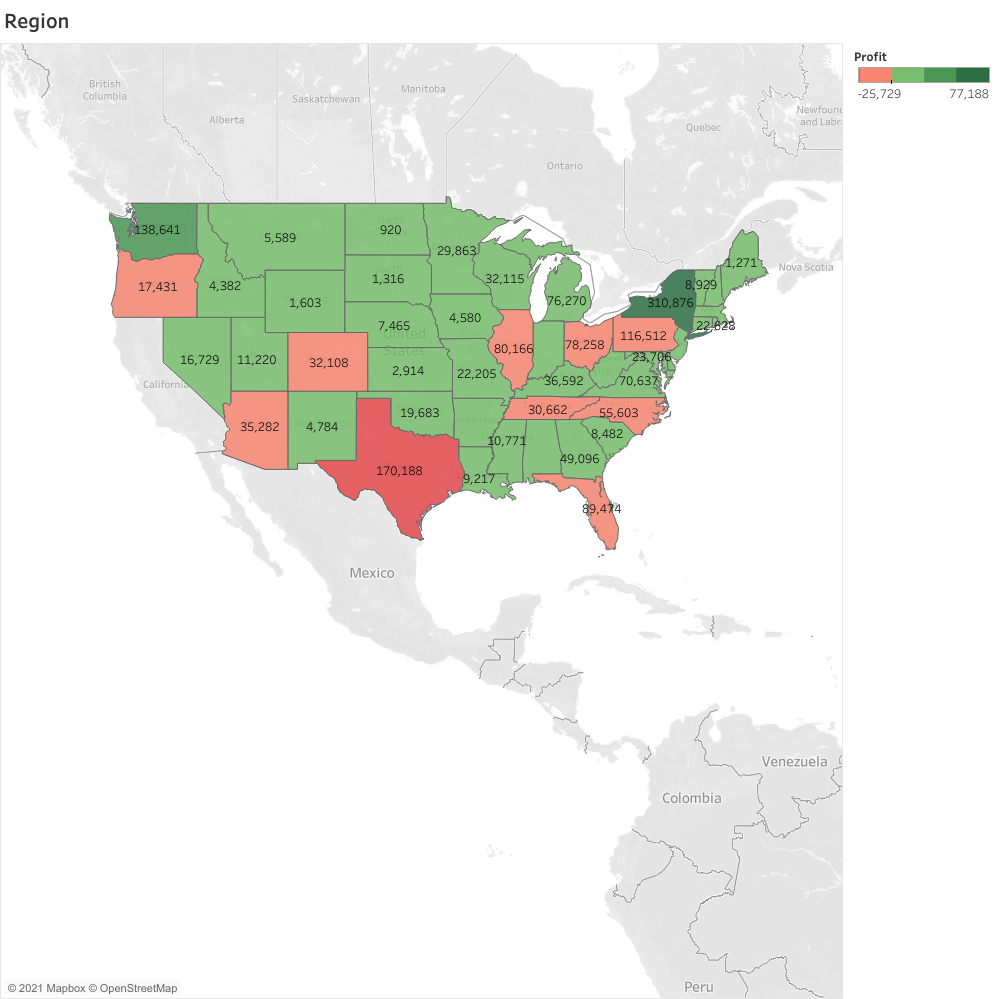 Region
Profit
-25,729 77,188
British
Columbia
Alberta
Saskatchewan
Manitoba
Ontario
Quebec
Newfoun
and Labr
Nova Scotia
138,641
5,589
920
29,863
32,115
76,270
1,271
8,929
310,876
17,431
4,382
1,603
1,316
4,580
7,465
United
States
80,166
78,258
116,512
22,828
23,706
California
16,729
11,220
32,108
2,914
22,205
36,592
70,637
35,282
4,784
19,683
30,662
55,603
170,188
10,771
9,217
49,096
8,482
89,474
Mexico
Venezuela
Colombia
Peru
© 2021 Mapbox © OpenStreetMap